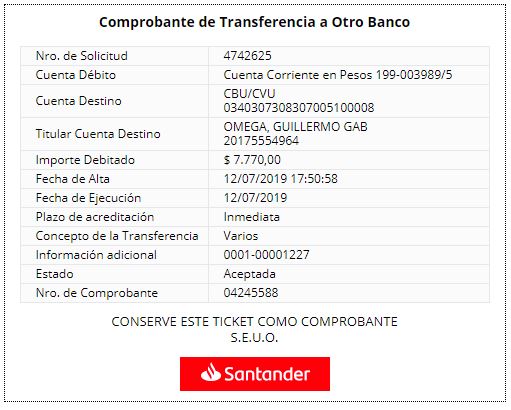 Comprobante de Transferencia a Otro Banco
Nro. de Solicitud 4742625
Cuenta Débito Cuenta Corriente en Pesos 199-003989/5
Cuenta Destino CBU/CVU
0340307308307005100008
Titular Cuenta Destino OMEGA, GUILLERMO GAB
20175554964
Importe Debitado $ 7.770,00
Fecha de Alta 12/07/2019 17:50:58
Fecha de Ejecución 12/07/2019
Plazo de acreditación Inmediata
Concepto de la Transferencia Varios
Información adicional 0001-00001227
Estado Aceptada
Nro. de Comprobante 04245588
CONSERVE ESTE TICKET COMO COMPROBANTE
S.E.U.O.
Santander